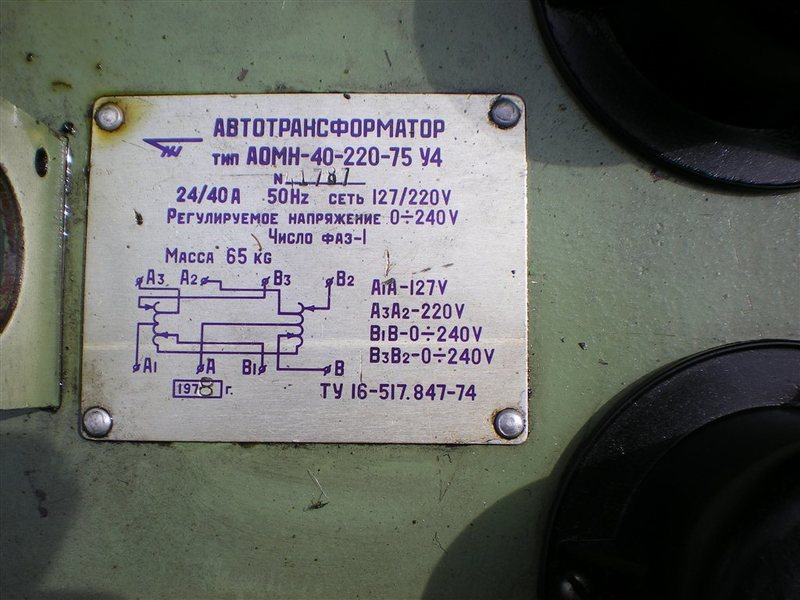 АВТОТРАНСФОРМАТОР
тип АОМН-40-220-75 У4
N 1787
24/40 А 50Hz сеть 127/220V
Регулируемое напряжение 0÷240V
Число фаз-1
Масса 65 кG
А3 А2 В3 В2
А1А-127V
А3А2-220V
В1В-0÷240V
В3В2-0÷240V
А1 А В1 В
1978 г. ТУ 16-517.847-74